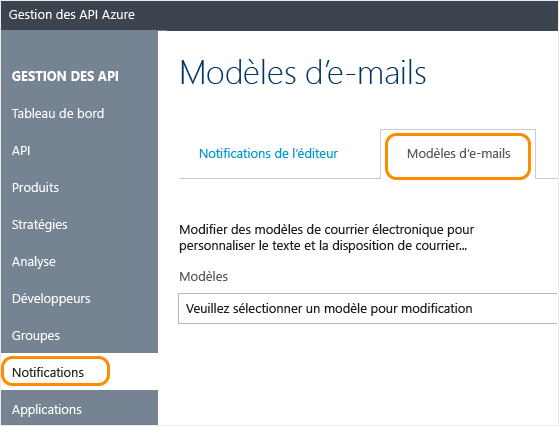 Gestion des API Azure
GESTION DES API
Tableau de bord
API
Produits
Stratégies
Analyse
Développeurs
Groupes
Notifications
Applications
Modèles d’e-mails
Notifications de l’éditeur
Modèles d’e-mails
Modifier des modèles de courrier électronique pour
personnaliser le texte et la disposition de courrier...
Modèles
Veuillez sélectionner un modèle pour modification